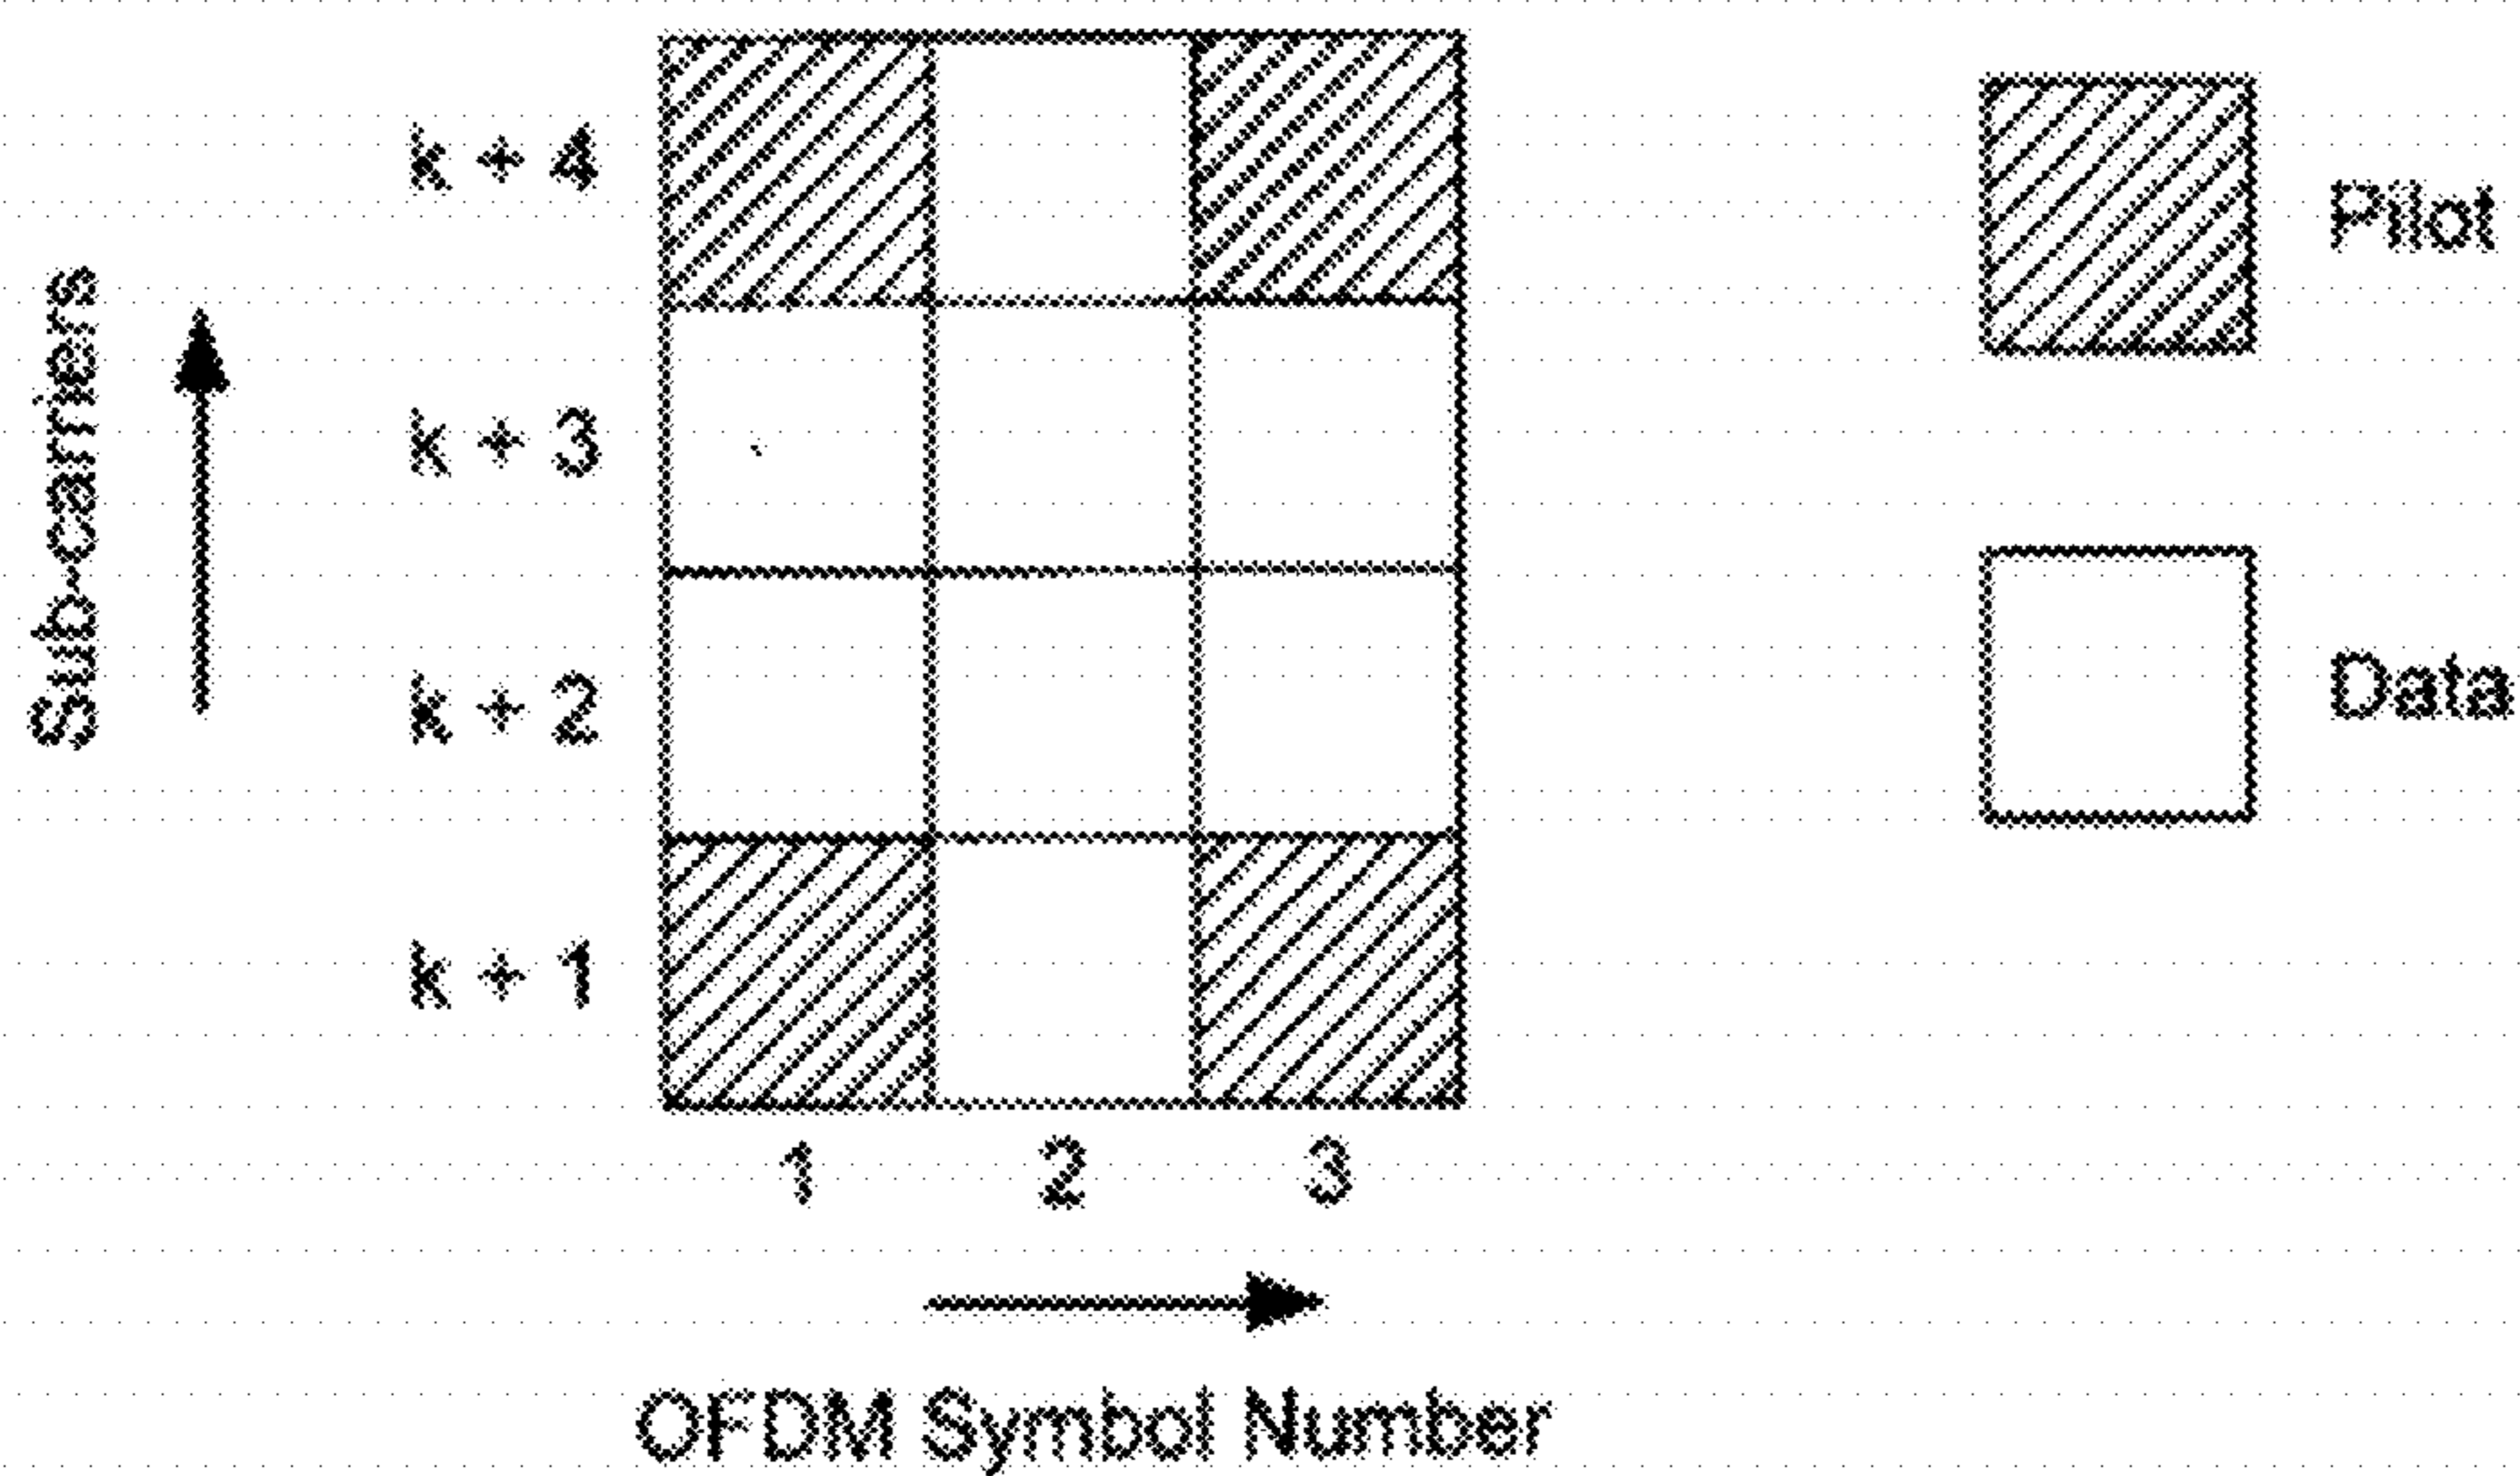 Sub-carriers
k + 4
k + 3
k + 2
k + 1
1 2 3
OFDM Symbol Number
Pilot
Data